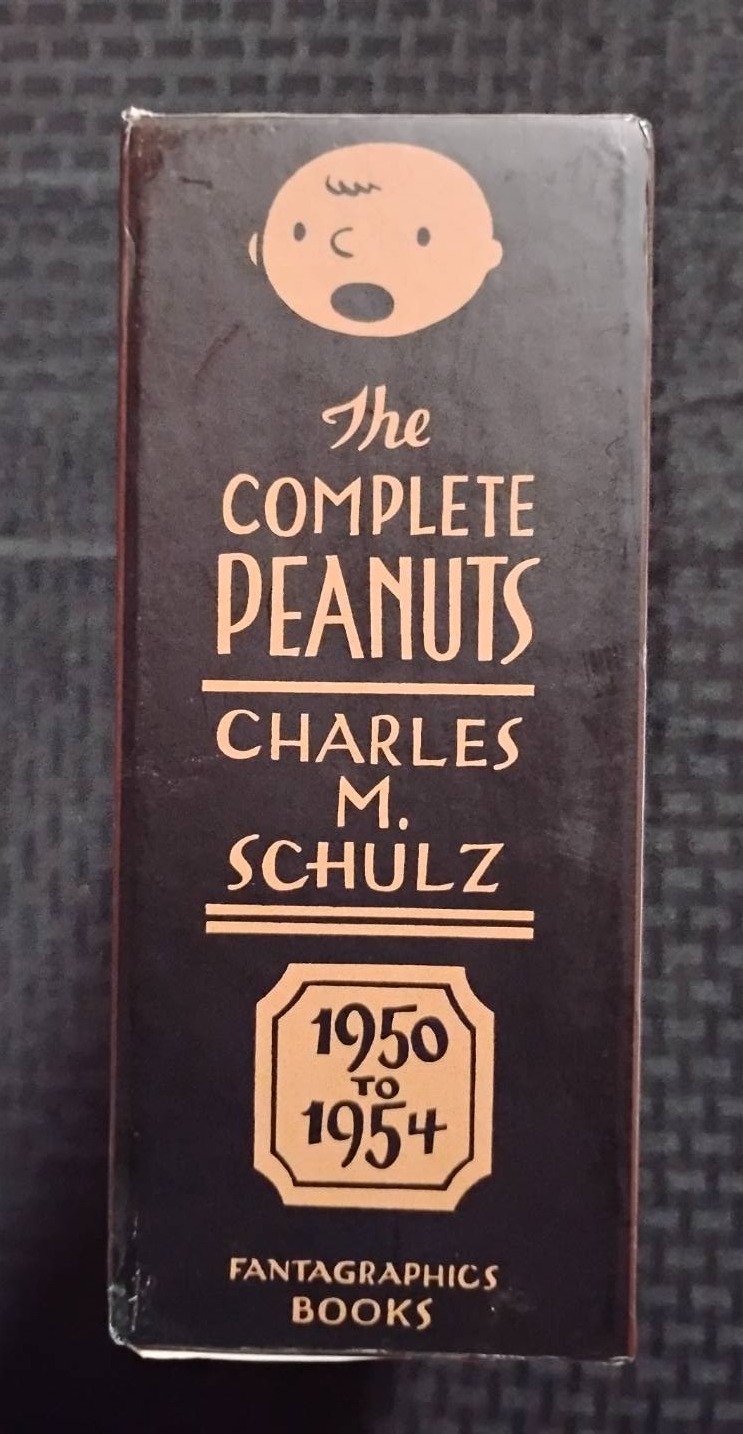 The
COMPLETE
PEANUTS
CHARLES
M.
SCHULZ
1950
TO
1954
FANTAGRAPHICS
BOOKS